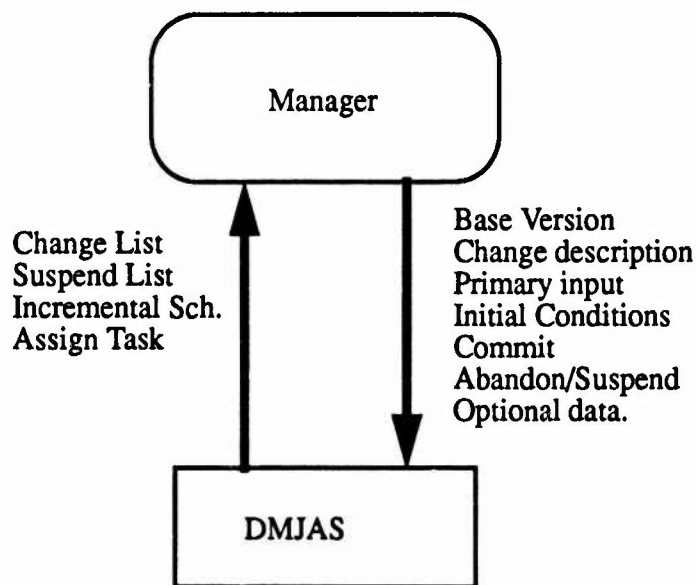 Manager
Change List
Suspend List
Incremental Sch.
Assign Task
Base Version
Change description
Primary input
Initial Conditions
Commit
Abandon/Suspend
Optional data.
DMJAS